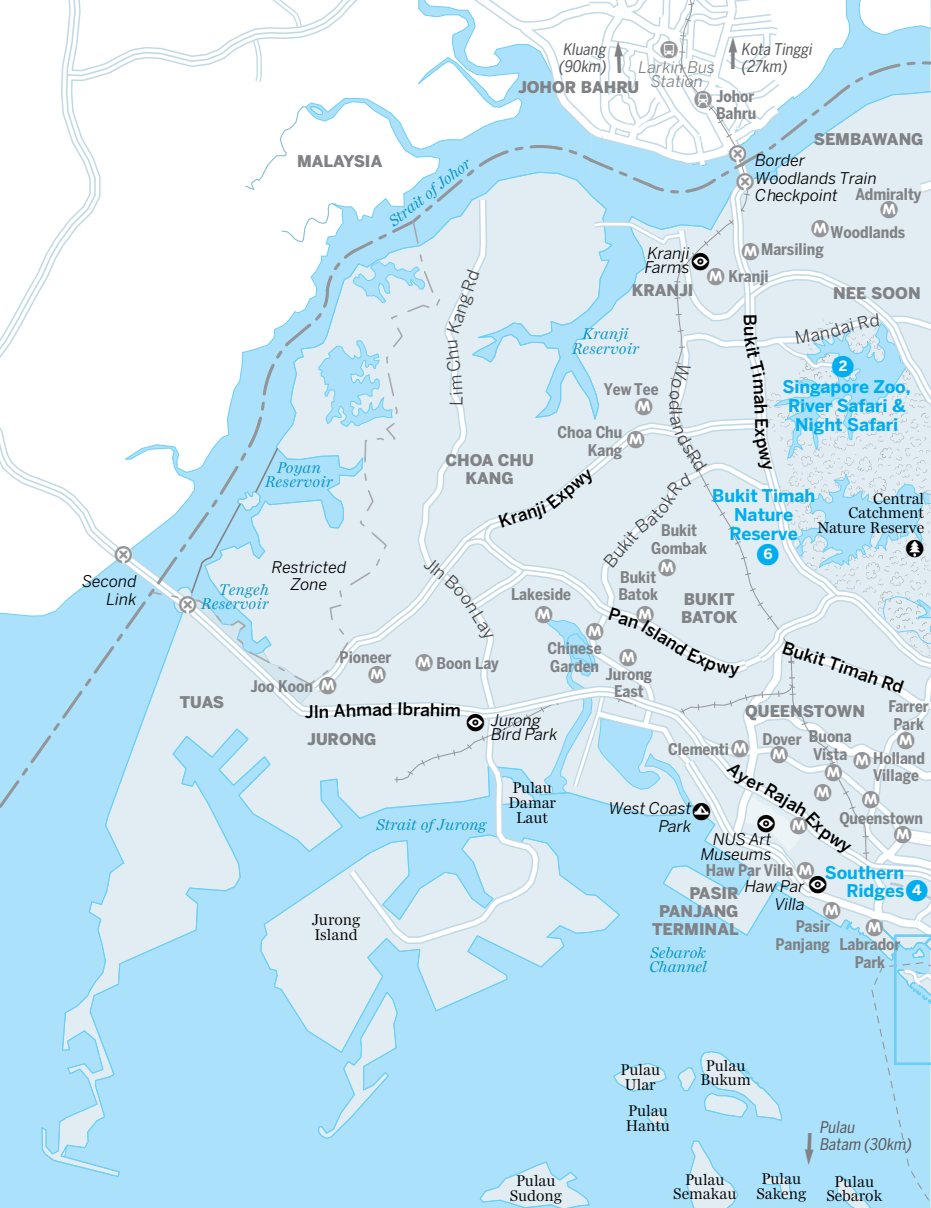 Kluang
(90km)
Kota Tinggi
(27km)
Larkin Bus
Station
JOHOR BAHRU
Johor
Bahru
SEMBAWANG
MALAYSIA
Border
Woodlands Train
Checkpoint
Admiralty
M
Strait of Johor
M
Woodlands
M
Marsiling
Kranji
Farms
M
Kranji
KRANJI
NEE SOON
Lim Chu Kang Rd
Mandai Rd
Kranji
Reservoir
Bukit Timah Expwy
2
Singapore Zoo,
River Safari &
Night Safari
Yew Tee
M
Woodlands Rd
Choa Chu
Kang
M
CHOA CHU
KANG
Poyan
Reservoir
Kranji Expwy
Bukit Batok Rd
Bukit Timah
Nature
Reserve
6
Central
Catchment
Nature Reserve
Bukit
Gombak
M
Second
Link
Restricted
Zone
Tengeh
Reservoir
Jln Boon Lay
Lakeside
M
Bukit
Batok
M
BUKIT
BATOK
Pan Island Expwy
M
Chinese
Garden
M
Jurong
East
Bukit Timah Rd
Pioneer
M
M
Boon Lay
Joo Koon
M
TUAS
Jln Ahmad Ibrahim
JURONG
Jurong
Bird Park
QUEENSTOWN
Farrer
Park
M
Clementi
M
Dover
M
Buona
Vista
M
M
Holland
Village
M
M
Ayer Rajah Expwy
Queenstown
M
Pulau
Damar
Laut
Strait of Jurong
West Coast
Park
NUS Art
Museums
M
Haw Par Villa
M
Haw Par
Villa
Southern
Ridges
4
PASIR
PANJANG
TERMINAL
M
Pasir
Panjang
M
Labrador
Park
Jurong
Island
Sebarok
Channel
Pulau
Ular
Pulau
Bukum
Pulau
Hantu
Pulau
Batam (30km)
Pulau
Sudong
Pulau
Semakau
Pulau
Sakeng
Pulau
Sebarok